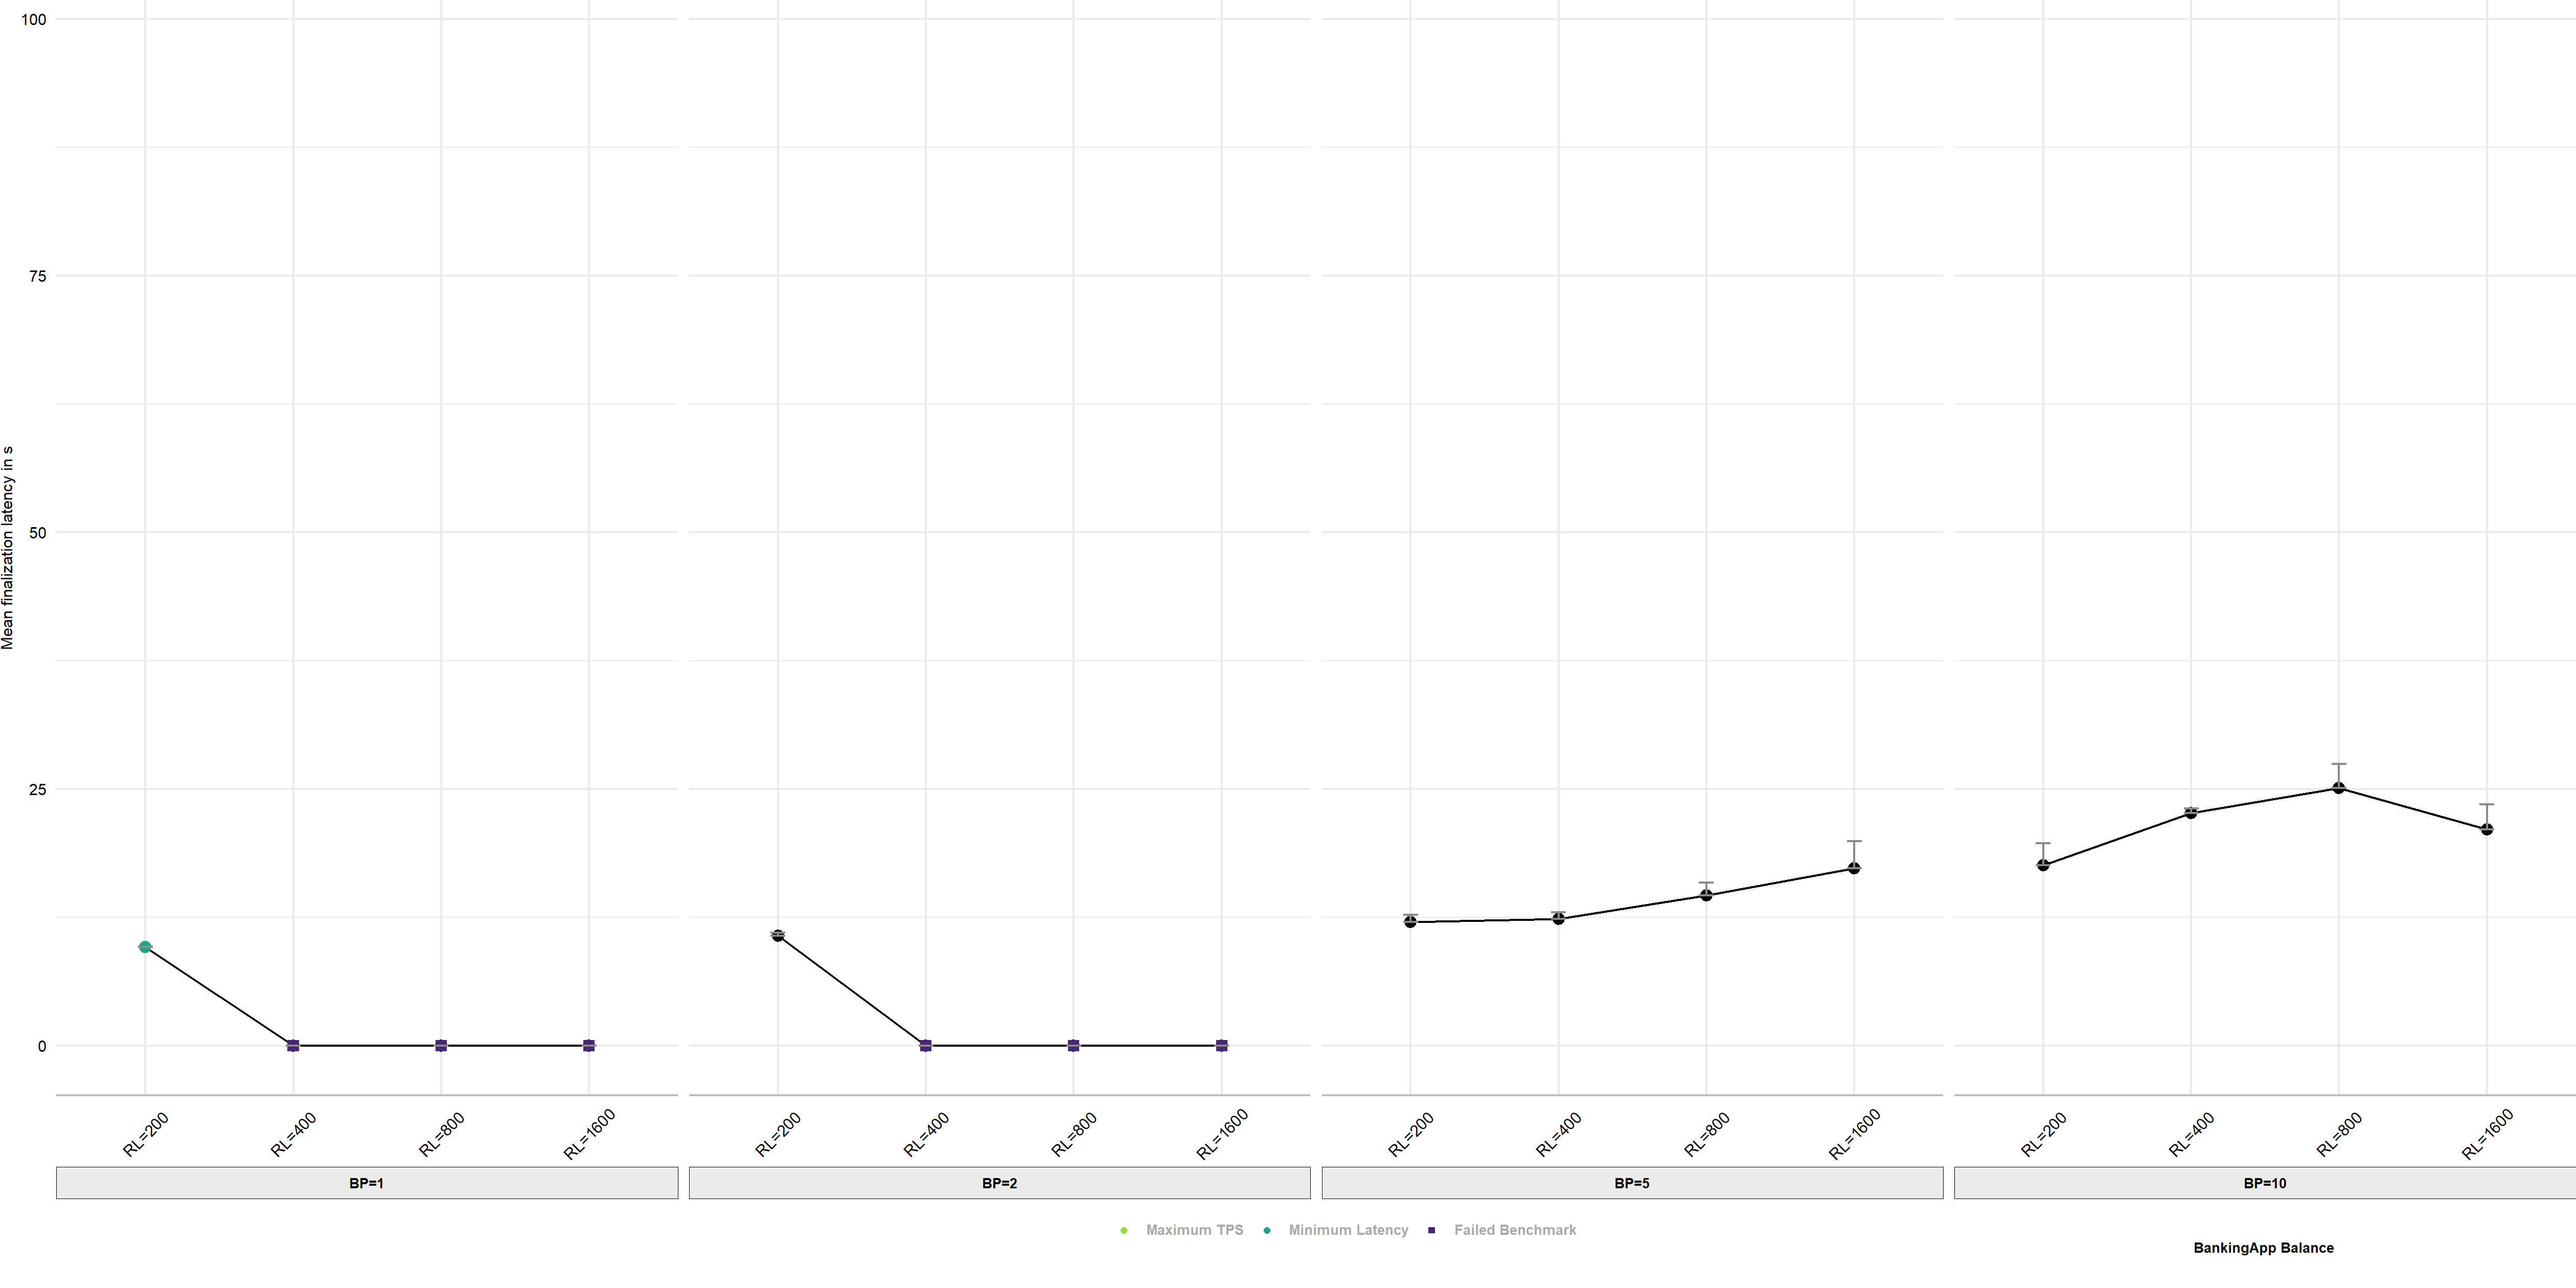 Mean finalization latency in s
100
75
50
25
0
RL=200 RL=400 RL=800 RL=1600 RL=200 RL=400 RL=800 RL=1600 RL=200 RL=400 RL=800 RL=1600 RL=200 RL=400 RL=800 RL=1600
BP=1 BP=2 BP=5 BP=10
Maximum TPS Minimum Latency Failed Benchmark
BankingApp Balance